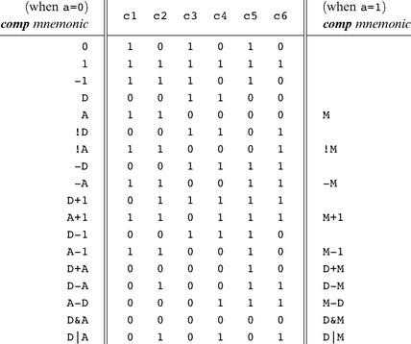 (when a=0) (when a=1)
comp mnemonic c1 c2 c3 c4 c5 c6 comp mnemonic
0 1 0 1 0 1 0
1 1 1 1 1 1 1
-1 1 1 1 0 1 0
D 0 0 1 1 0 0
A 1 1 0 0 0 0 M
!D 0 0 1 1 0 1
!A 1 1 0 0 0 1 !M
-D 0 0 1 1 1 1
-A 1 1 0 0 1 1 -M
D+1 0 1 1 1 1 1
A+1 1 1 0 1 1 1 M+1
D-1 0 0 1 1 1 0
A-1 1 1 0 0 1 0 M-1
D+A 0 0 0 0 1 0 D+M
D-A 0 1 0 0 1 1 D-M
A-D 0 0 0 1 1 1 M-D
D&A 0 0 0 0 0 0 D&M
D|A 0 1 0 1 0 1 D|M